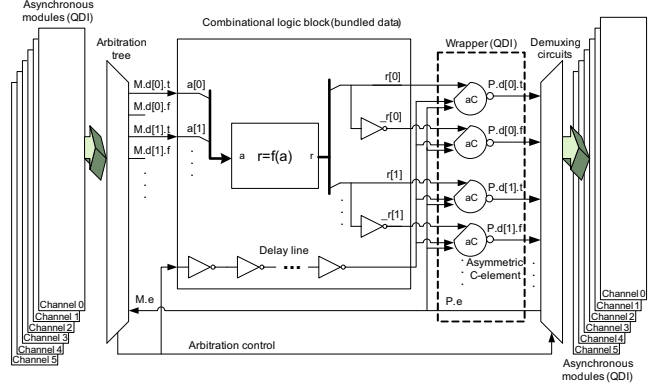 Asynchronous
modules (QDI)
Combinational logic block(bundled data)
Arbitration
tree
Wrapper (QDI)
Demuxing
circuits
M.d[0].t
a[0]
r[0]
P.d[0].t
aC
M.d[0].f
_r[0]
P.d[0].f
aC
M.d[1].t
a[1]
M.d[1].f
a
r=f(a)
r
r[1]
P.d[1].t
aC
_r[1]
P.d[1].f
aC
Delay line
Asymmetric
C-element
M.e
P.e
Channel 0
Channel 1
Channel 2
Channel 3
Channel 4
Channel 5
Channel 0
Channel 1
Channel 2
Channel 3
Channel 4
Channel 5
Arbitration control
Asynchronous
modules (QDI)